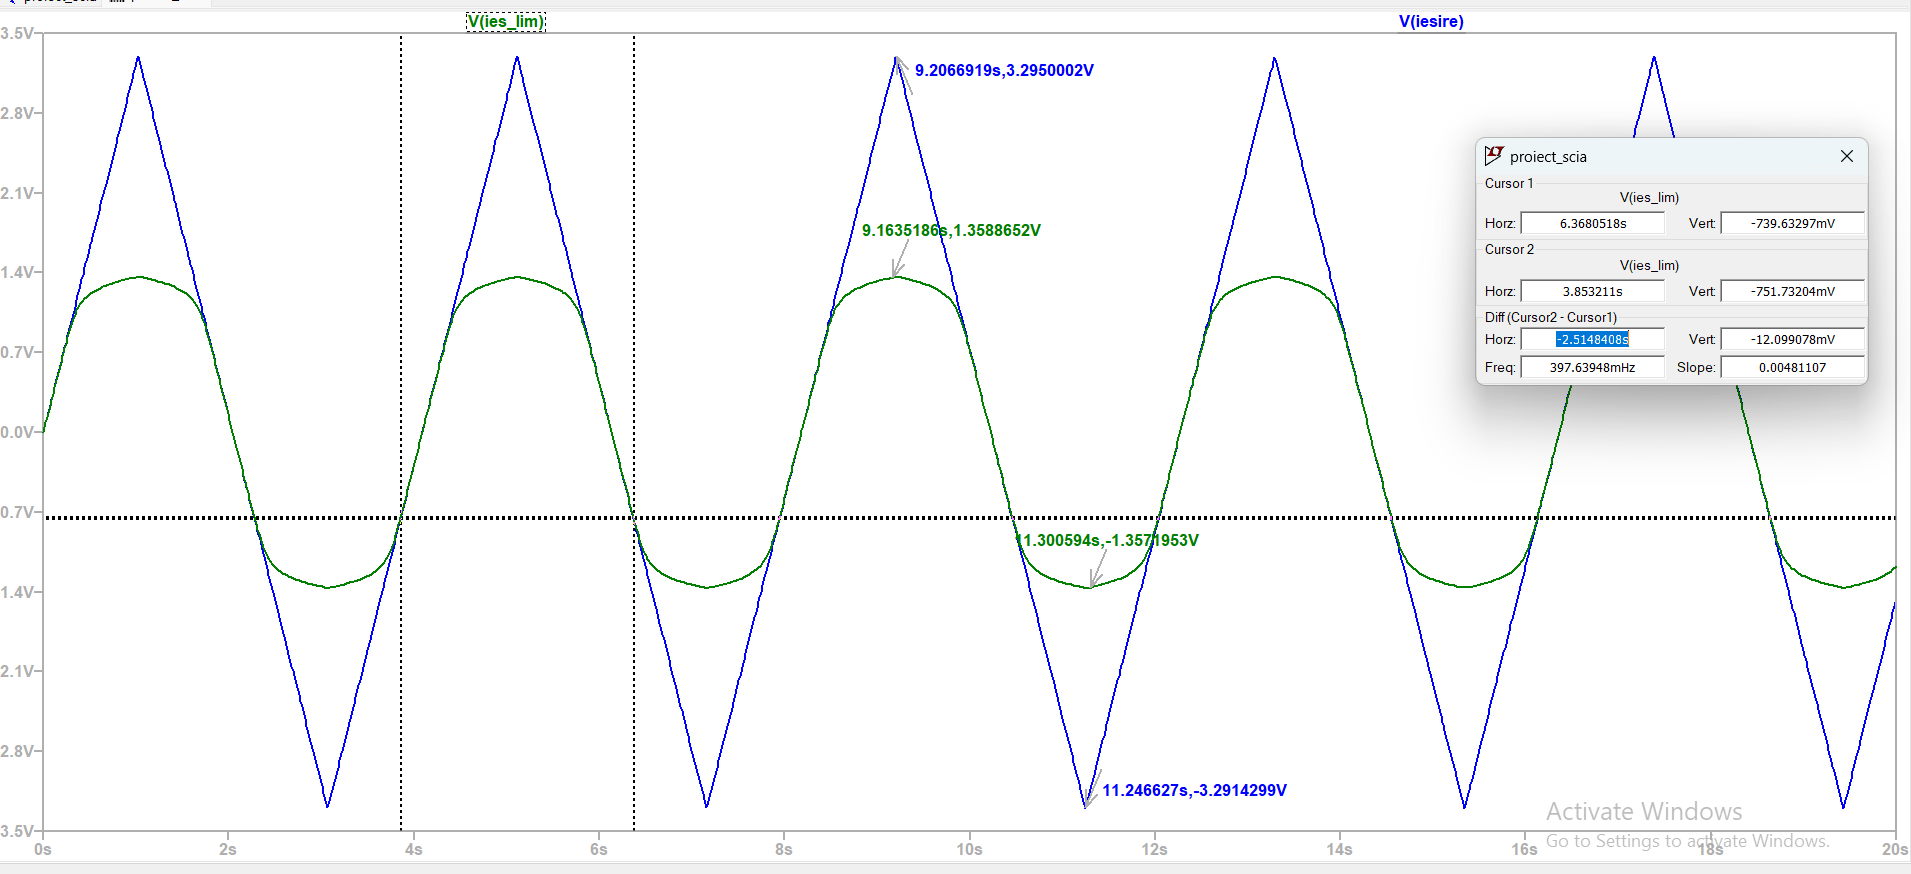 V(ies_lim)
V(iesire)
3.5V
2.8V
2.1V
1.4V
0.7V
0.0V
0.7V
1.4V
2.1V
2.8V
3.5V
9.2066919s,3.2950002V
9.1635186s,1.3588652V
11.300594s,-1.3571953V
11.246627s,-3.2914299V
proiect_scia
Cursor 1
V(ies_lim)
Horz: 6.3680518s Vert: -739.63297mV
Cursor 2
V(ies_lim)
Horz: 3.853211s Vert: -751.73204mV
Diff (Cursor2 - Cursor1)
Horz: -2.5148408s Vert: -12.099078mV
Freq: 397.63948mHz Slope: 0.00481107
Activate Windows
Go to Settings to activate Windows.
0s 2s 4s 6s 8s 10s 12s 14s 16s 18s 20s